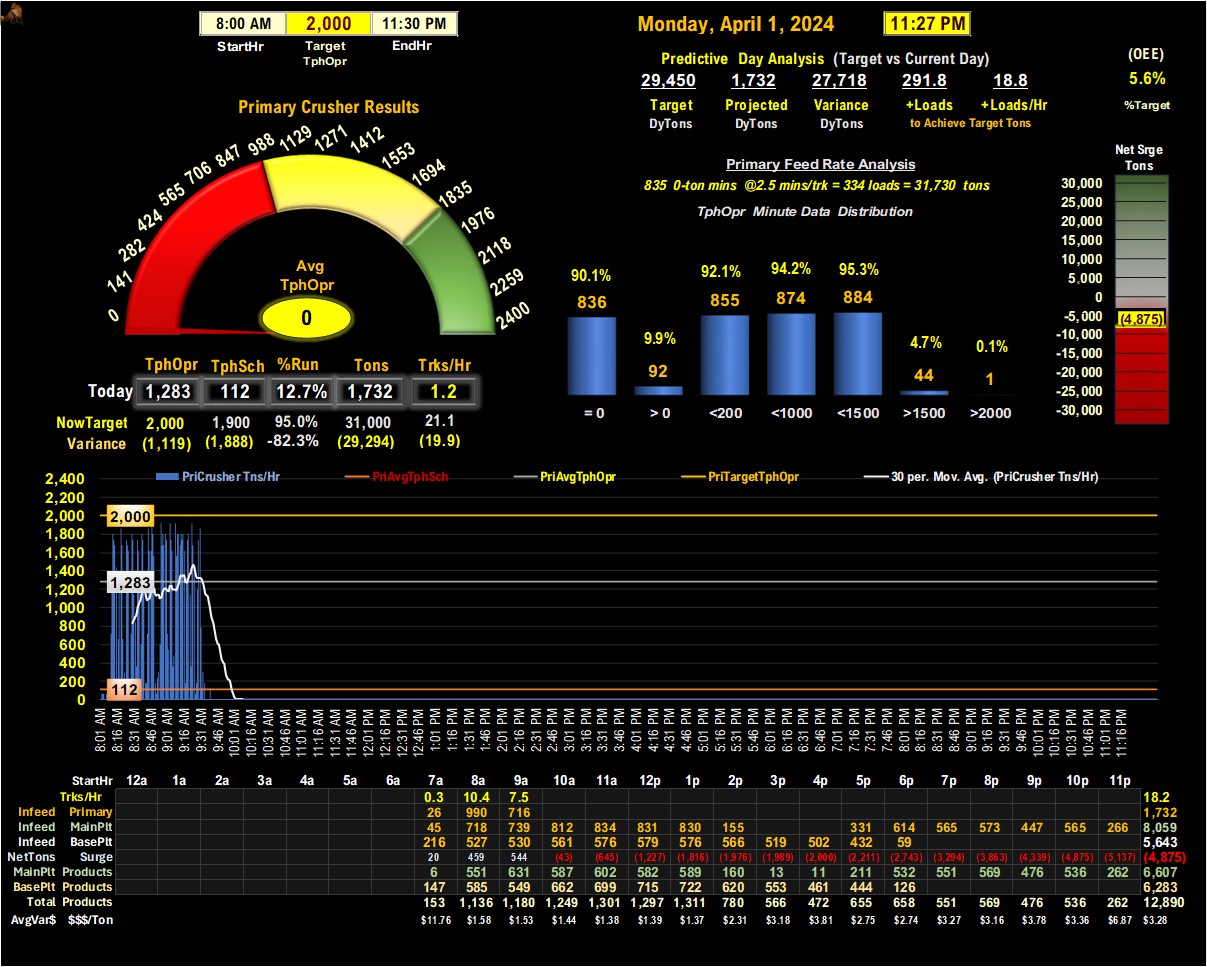 8:00 AM 2,000 11:30 PM
StartHr Target TphOpr EndHr
Monday, April 1, 2024 11:27 PM
Predictive Day Analysis (Target vs Current Day)
29,450 1,732 27,718 291.8 18.8
Target Projected Variance +Loads +Loads/Hr
DyTons DyTons DyTons to Achieve Target Tons
(OEE)
5.6%
%Target
Primary Crusher Results
0 141 282 424 565 706 847 988 1129 1271 1412 1553 1694 1835 1976 2118 2259 2400
Avg
TphOpr
0
Primary Feed Rate Analysis
835 0-ton mins @2.5 mins/trk = 334 loads = 31,730 tons
TphOpr Minute Data Distribution
90.1% 9.9% 92.1% 94.2% 95.3% 4.7% 0.1%
836 92 855 874 884 44 1
= 0 > 0 <200 <1000 <1500 >1500 >2000
Net Srge
Tons
30,000
25,000
20,000
15,000
10,000
5,000
0
-5,000
(4,875)
-10,000
-15,000
-20,000
-25,000
-30,000
TphOpr TphSch %Run Tons Trks/Hr
Today 1,283 112 12.7% 1,732 1.2
NowTarget 2,000 1,900 95.0% 31,000 21.1
Variance (1,119) (1,888) -82.3% (29,294) (19.9)
PriCrusher Tns/Hr PriAvgTphSch PriAvgTphOpr PriTargetTphOpr 30 per. Mov. Avg. (PriCrusher Tns/Hr)
2,400
2,200
2,000
1,800
1,600
1,400
1,200
1,000
800
600
400
200
0
2,000
1,283
112
8:01 AM 8:16 AM 8:31 AM 8:46 AM 9:01 AM 9:16 AM 9:31 AM 9:46 AM 10:01 AM 10:16 AM 10:31 AM 10:46 AM 11:01 AM 11:16 AM 11:31 AM 11:46 AM 12:01 PM 12:16 PM 12:31 PM 12:46 PM 1:01 PM 1:16 PM 1:31 PM 1:46 PM 2:01 PM 2:16 PM 2:31 PM 2:46 PM 3:01 PM 3:16 PM 3:31 PM 3:46 PM 4:01 PM 4:16 PM 4:31 PM 4:46 PM 5:01 PM 5:16 PM 5:31 PM 5:46 PM 6:01 PM 6:16 PM 6:31 PM 6:46 PM 7:01 PM 7:16 PM 7:31 PM 7:46 PM 8:01 PM 8:16 PM 8:31 PM 8:46 PM 9:01 PM 9:16 PM 9:31 PM 9:46 PM 10:01 PM 10:16 PM 10:31 PM 10:46 PM 11:01 PM 11:16 PM
StartHr 12a 1a 2a 3a 4a 5a 6a 7a 8a 9a 10a 11a 12p 1p 2p 3p 4p 5p 6p 7p 8p 9p 10p 11p
Trks/Hr 0.3 10.4 7.5 18.2
Infeed Primary 26 990 716 1,732
Infeed MainPlt 45 718 739 812 834 831 830 155 331 614 565 573 447 565 266 8,059
Infeed BasePlt 216 527 530 561 576 579 576 566 519 502 432 59 5,643
NetTons Surge 20 459 544 (43) (645) (1,227) (1,816) (1,976) (1,989) (2,000) (2,211) (2,743) (3,294) (3,863) (4,339) (4,875) (5,137) (4,875)
MainPlt Products 6 551 631 587 602 582 589 160 13 11 211 532 551 569 476 536 262 6,607
BasePlt Products 147 585 549 662 699 715 722 620 553 461 444 126 6,283
Total Products 153 1,136 1,180 1,249 1,301 1,297 1,311 780 566 472 655 658 551 569 476 536 262 12,890
AvgVar$ $$$/Ton $11.76 $1.58 $1.53 $1.44 $1.38 $1.39 $1.37 $2.31 $3.18 $3.81 $2.75 $2.74 $3.27 $3.16 $3.78 $3.36 $6.87 $3.28